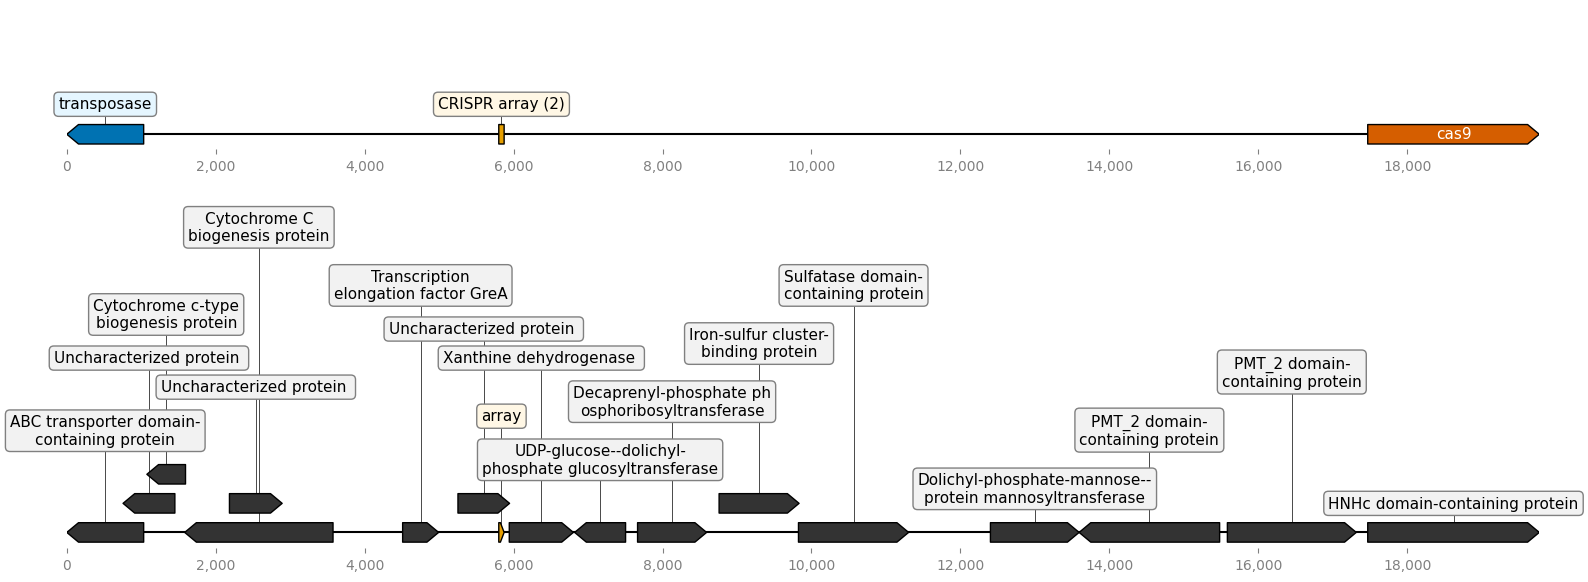 transposase
CRISPR array (2)
cas9
0 2,000 4,000 6,000 8,000 10,000 12,000 14,000 16,000 18,000
Cytochrome C
biogenesis protein
Transcription
elongation factor GreA
Sulfatase domain-
containing protein
Cytochrome c-type
biogenesis protein
Uncharacterized protein
Iron-sulfur cluster-
binding protein
Uncharacterized protein
Xanthine dehydrogenase
PMT_2 domain-
containing protein
Uncharacterized protein
Decaprenyl-phosphate ph
osphoribosyltransferase
array
ABC transporter domain-
containing protein
PMT_2 domain-
containing protein
UDP-glucose--dolichyl-
phosphate glucosyltransferase
Dolichyl-phosphate-mannose--
protein mannosyltransferase
HNHc domain-containing protein
0 2,000 4,000 6,000 8,000 10,000 12,000 14,000 16,000 18,000